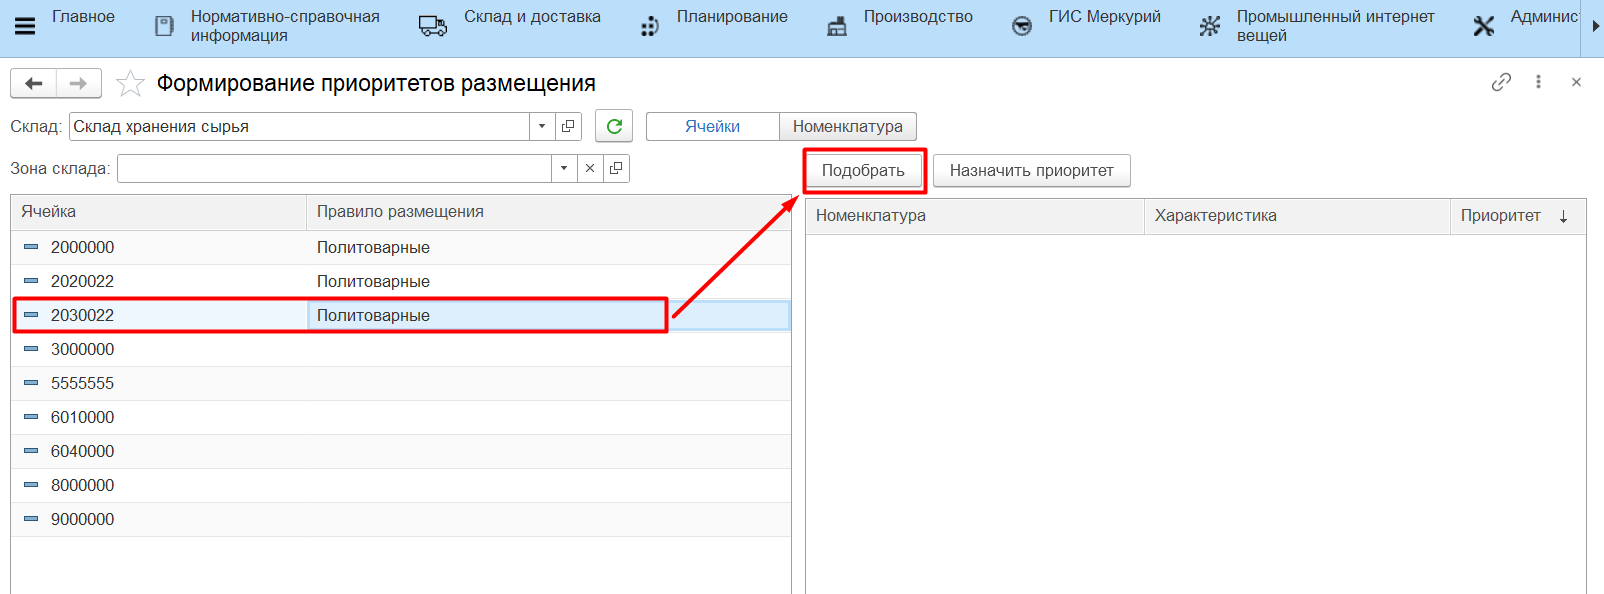 Главное
Нормативно-справочная
информация
Склад и доставка
Планирование
Производство
ГИС Меркурий
Промышленный интернет
вещей
Админис
Формирование приоритетов размещения
Склад: Склад хранения сырья
Ячейки Номенклатура
Зона склада:
Подобрать Назначить приоритет
Ячейка Правило размещения
Номенклатура Характеристика Приоритет ↓
2000000 Политоварные
2020022 Политоварные
2030022 Политоварные
3000000
5555555
6010000
6040000
8000000
9000000